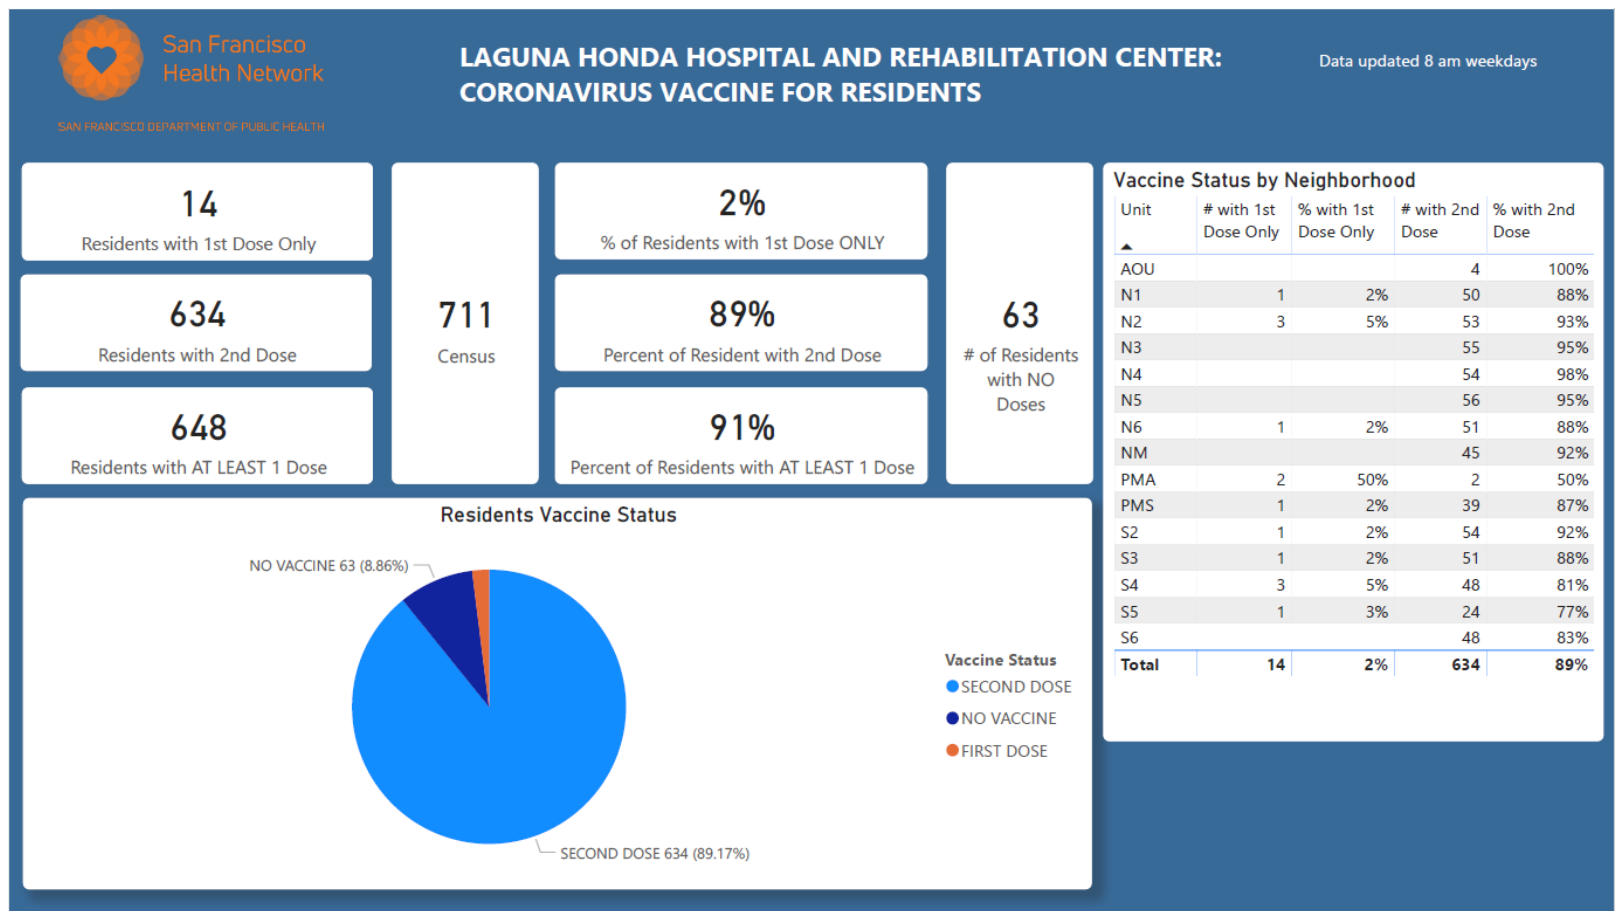 San Francisco
Health Network
SAN FRANCISCO DEPARTMENT OF PUBLIC HEALTH
LAGUNA HONDA HOSPITAL AND REHABILITATION CENTER:
CORONAVIRUS VACCINE FOR RESIDENTS
Data updated 8 am weekdays
14
Residents with 1st Dose Only
634
Residents with 2nd Dose
648
Residents with AT LEAST 1 Dose
711
Census
2%
% of Residents with 1st Dose ONLY
89%
Percent of Resident with 2nd Dose
91%
Percent of Residents with AT LEAST 1 Dose
63
# of Residents
with NO
Doses
Vaccine Status by Neighborhood
Unit # with 1st % with 1st # with 2nd % with 2nd
Dose Only Dose Only Dose Dose
AOU 4 100%
N1 1 2% 50 88%
N2 3 5% 53 93%
N3 55 95%
N4 54 98%
N5 56 95%
N6 1 2% 51 88%
NM 45 92%
PMA 2 50% 2 50%
PMS 1 2% 39 87%
S2 1 2% 54 92%
S3 1 2% 51 88%
S4 3 5% 48 81%
S5 1 3% 24 77%
S6 48 83%
Total 14 2% 634 89%
Residents Vaccine Status
NO VACCINE 63 (8.86%)
SECOND DOSE 634 (89.17%)
Vaccine Status
SECOND DOSE
NO VACCINE
FIRST DOSE